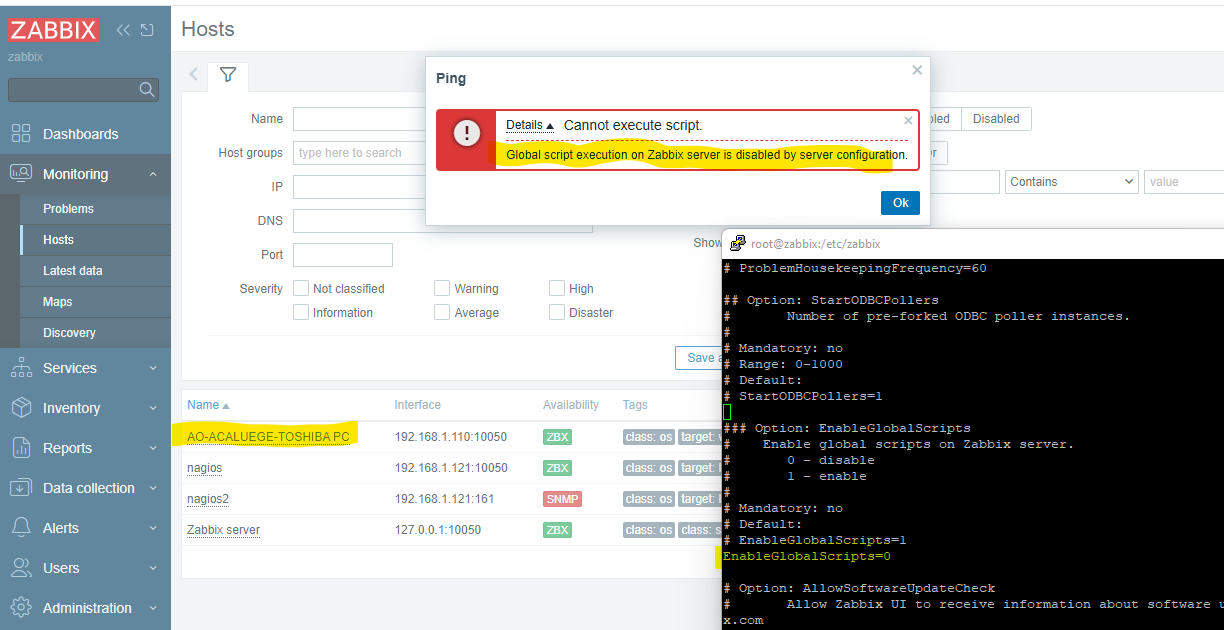 ZABBIX
zabbix
Dashboards
Monitoring
Problems
Hosts
Latest data
Maps
Discovery
Services
Inventory
Reports
Data collection
Alerts
Users
Administration
Hosts
Name
Host groups type here to search
IP
DNS
Port
Severity Not classified Warning High
Information Average Disaster
Disabled
Contains value
Save
Ping
Details Cannot execute script.
Global script execution on Zabbix server is disabled by server configuration.
Ok
Name Interface Availability Tags
AO-ACALUEGE-TOSHIBA PC 192.168.1.110:10050 ZBX class: os target:
nagios 192.168.1.121:10050 ZBX class: os target:
nagios2 192.168.1.121:161 SNMP class: os target:
Zabbix server 127.0.0.1:10050 ZBX class: os class:
root@zabbix:/etc/zabbix
# ProblemHousekeepingFrequency=60
## Option: StartODBCPollers
# Number of pre-forked ODBC poller instances.
#
# Mandatory: no
# Range: 0-1000
# Default:
# StartODBCPollers=1
### Option: EnableGlobalScripts
# Enable global scripts on Zabbix server.
# 0 - disable
# 1 - enable
#
# Mandatory: no
# Default:
# EnableGlobalScripts=1
EnableGlobalScripts=0
# Option: AllowSoftwareUpdateCheck
# Allow Zabbix UI to receive information about software
x.com